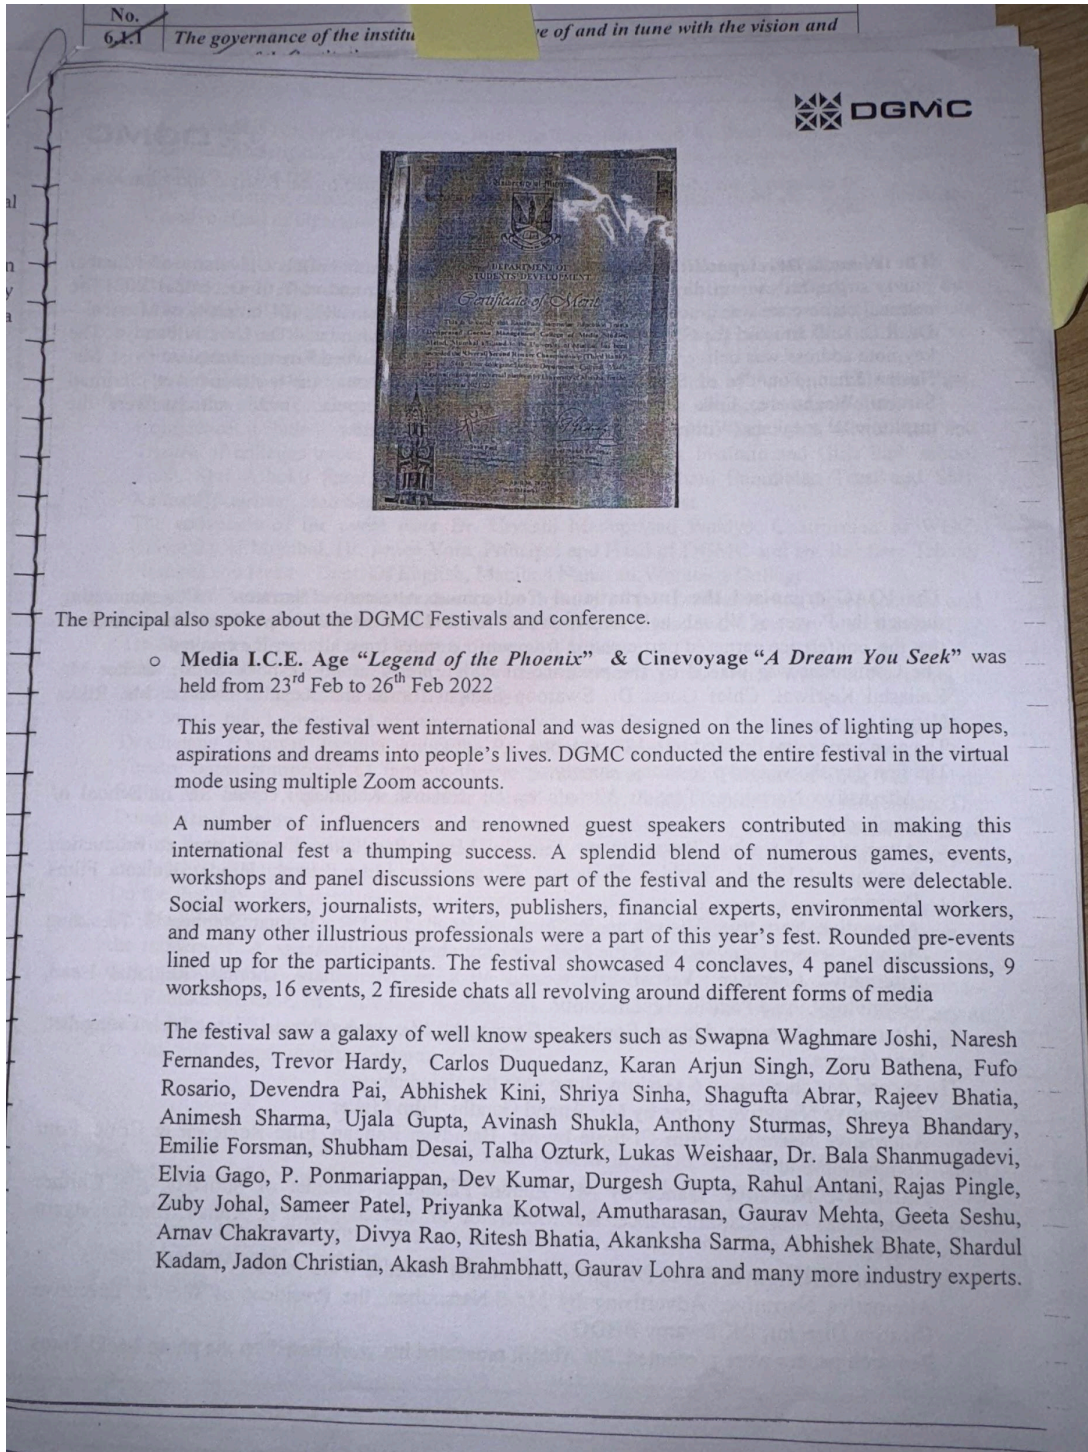 No.
6.1.1 The governance of the institu e of and in tune with the vision and
DGMC
DEPARTMENT OF
STUDENTS' DEVELOPMENT
Certificate of Merit
The Principal also spoke about the DGMC Festivals and conference.
o Media I.C.E. Age “Legend of the Phoenix” & Cinevoyage “A Dream You Seek” was
held from 23rd Feb to 26th Feb 2022
This year, the festival went international and was designed on the lines of lighting up hopes,
aspirations and dreams into people’s lives. DGMC conducted the entire festival in the virtual
mode using multiple Zoom accounts.
A number of influencers and renowned guest speakers contributed in making this
international fest a thumping success. A splendid blend of numerous games, events,
workshops and panel discussions were part of the festival and the results were delectable.
Social workers, journalists, writers, publishers, financial experts, environmental workers,
and many other illustrious professionals were a part of this year’s fest. Rounded pre-events
lined up for the participants. The festival showcased 4 conclaves, 4 panel discussions, 9
workshops, 16 events, 2 fireside chats all revolving around different forms of media
The festival saw a galaxy of well know speakers such as Swapna Waghmare Joshi, Naresh
Fernandes, Trevor Hardy, Carlos Duquedanz, Karan Arjun Singh, Zoru Bathena, Fufo
Rosario, Devendra Pai, Abhishek Kini, Shriya Sinha, Shagufta Abrar, Rajeev Bhatia,
Animesh Sharma, Ujala Gupta, Avinash Shukla, Anthony Sturmas, Shreya Bhandary,
Emilie Forsman, Shubham Desai, Talha Ozturk, Lukas Weishaar, Dr. Bala Shanmugadevi,
Elvia Gago, P. Ponmariappan, Dev Kumar, Durgesh Gupta, Rahul Antani, Rajas Pingle,
Zuby Johal, Sameer Patel, Priyanka Kotwal, Amutharasan, Gaurav Mehta, Geeta Seshu,
Arnav Chakravarty, Divya Rao, Ritesh Bhatia, Akanksha Sarma, Abhishek Bhate, Shardul
Kadam, Jadon Christian, Akash Brahmbhatt, Gaurav Lohra and many more industry experts.